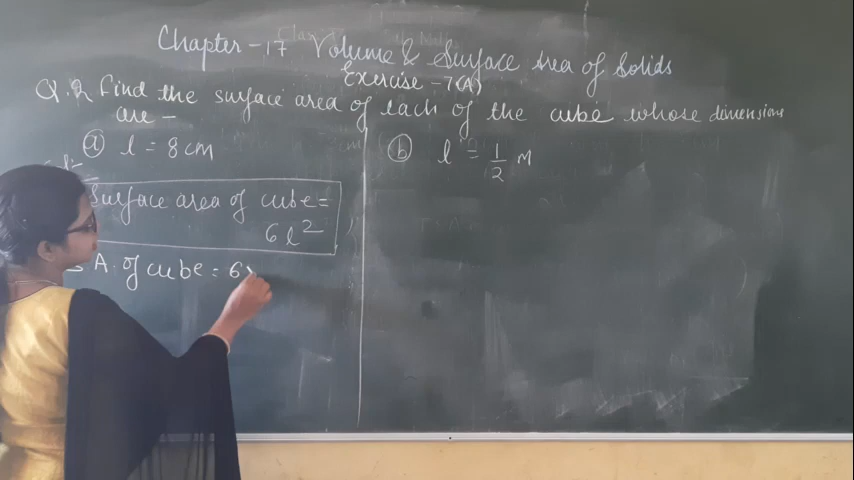 Chapter - 17 Volume & Surface Area of Solids
Exercise - 7(A)
Q.2 Find the surface area of each of the cube whose dimensions
are -
(a) l = 8 cm
(b) l = 1/2 m
Surface area of cube =
6l²
S A. of cube = 6